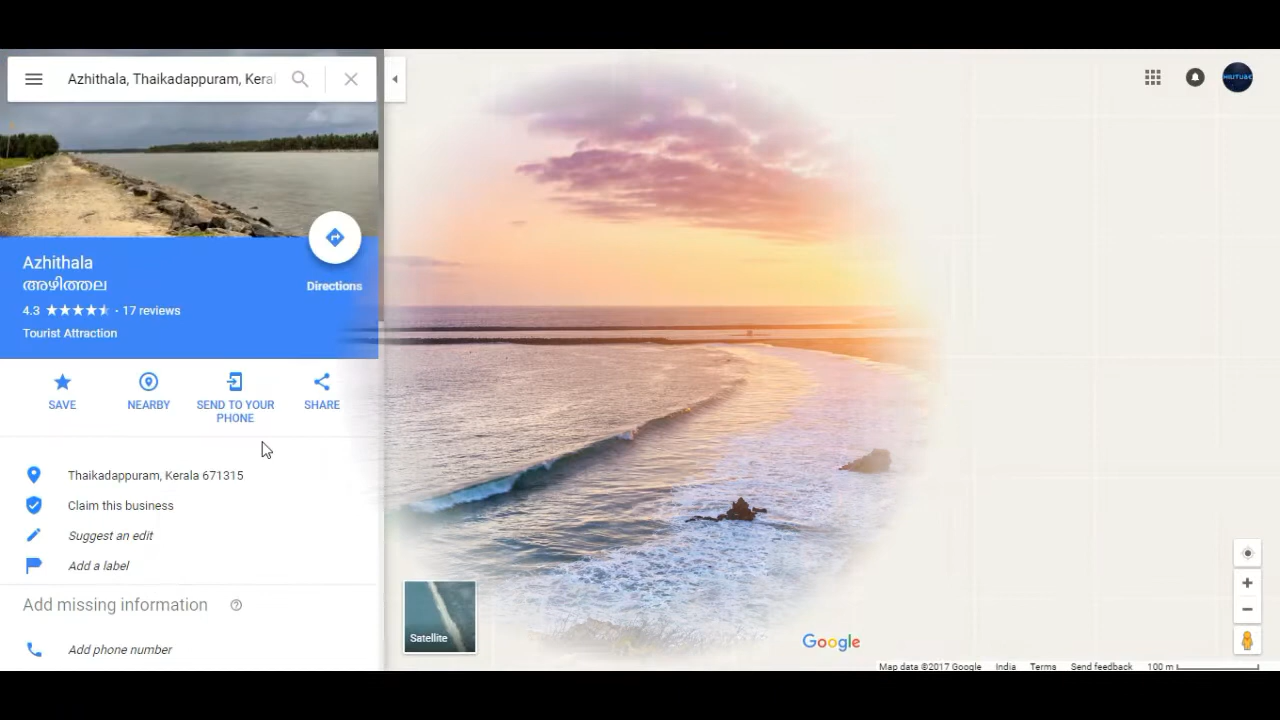 Azhithala, Thaikadappuram, Keral
Azhithala
അഴിത്തല
4.3 · 17 reviews
Tourist Attraction
Directions
SAVE
NEARBY
SEND TO YOUR
PHONE
SHARE
Thaikadappuram, Kerala 671315
Claim this business
Suggest an edit
Add a label
Add missing information
Add phone number
Satellite
Google
Map data ©2017 Google India Terms Send feedback 100 m